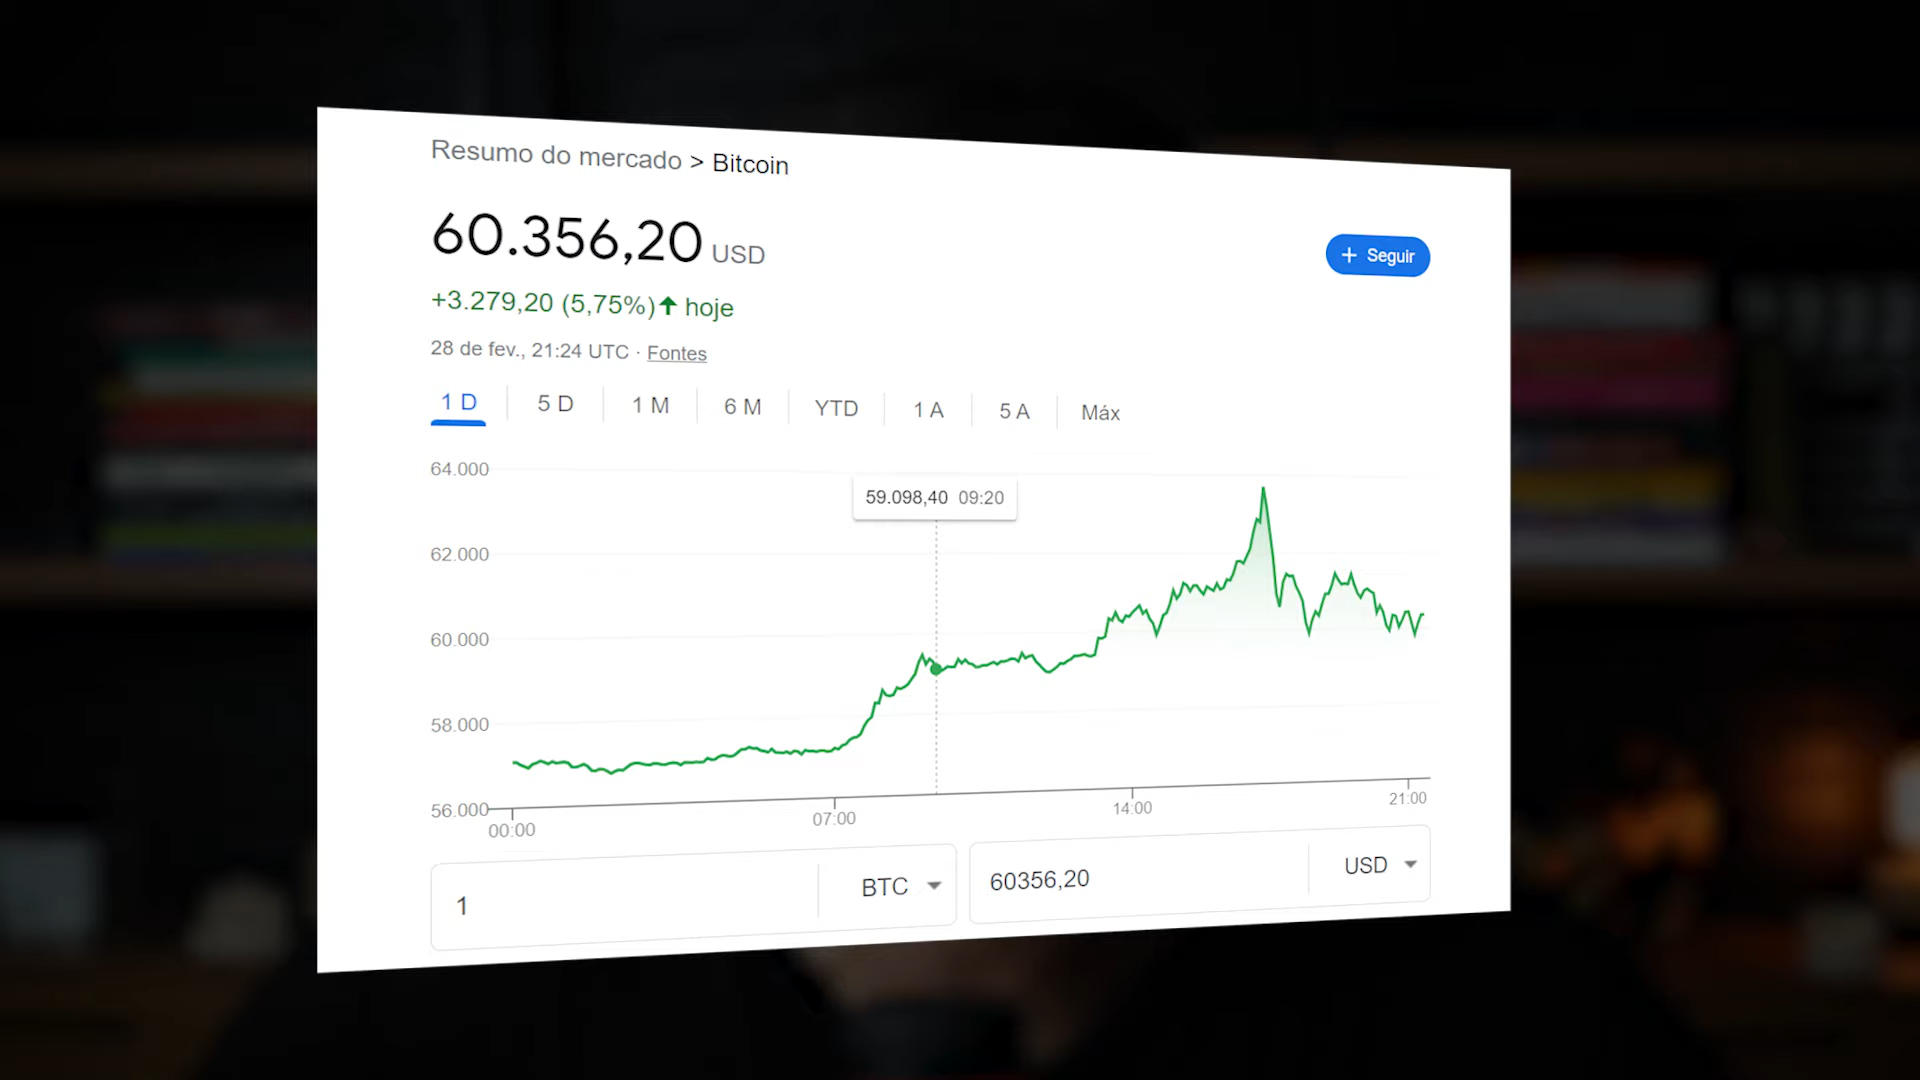 Resumo do mercado > Bitcoin
60.356,20 USD
+ Seguir
+3.279,20 (5,75%) ↑ hoje
28 de fev., 21:24 UTC · Fontes
1 D 5 D 1 M 6 M YTD 1 A 5 A Máx
64.000
59.098,40 09:20
62.000
60.000
58.000
56.000
00:00 07:00 14:00 21:00
1 BTC 60356,20 USD